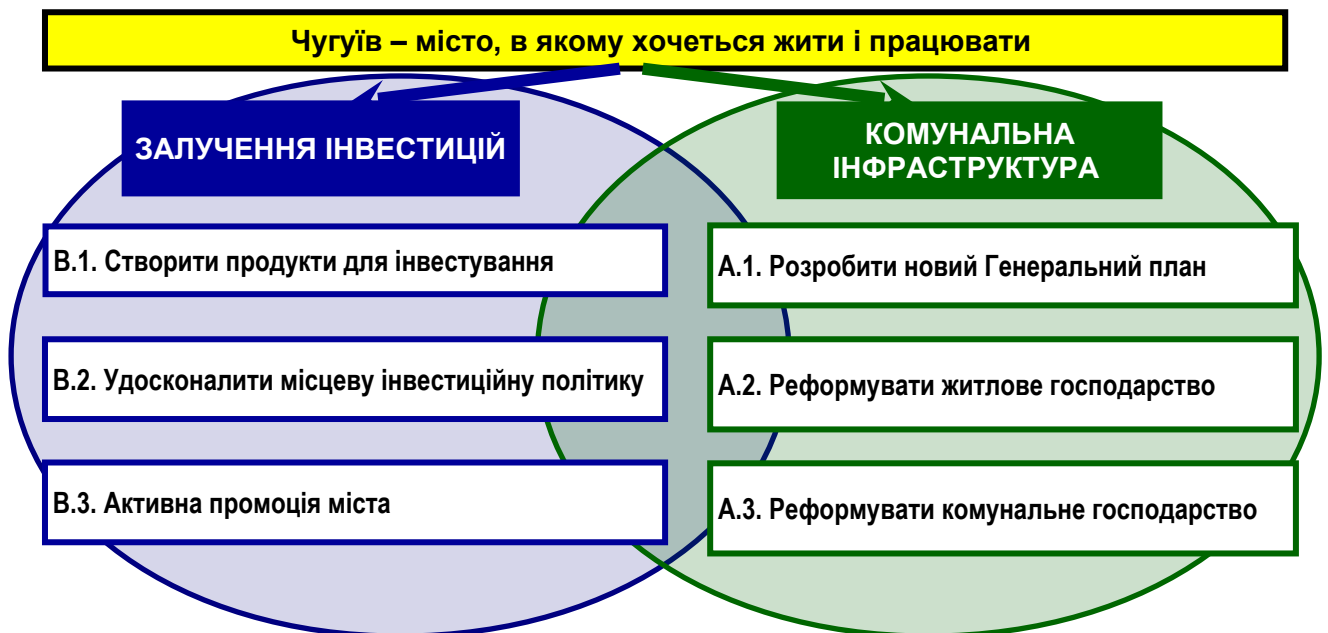 Чугуїв – місто, в якому хочеться жити і працювати
ЗАЛУЧЕННЯ ІНВЕСТИЦІЙ
В.1. Створити продукти для інвестування
В.2. Удосконалити місцеву інвестиційну політику
В.3. Активна промоція міста
КОМУНАЛЬНА
ІНФРАСТРУКТУРА
А.1. Розробити новий Генеральний план
А.2. Реформувати житлове господарство
А.3. Реформувати комунальне господарство